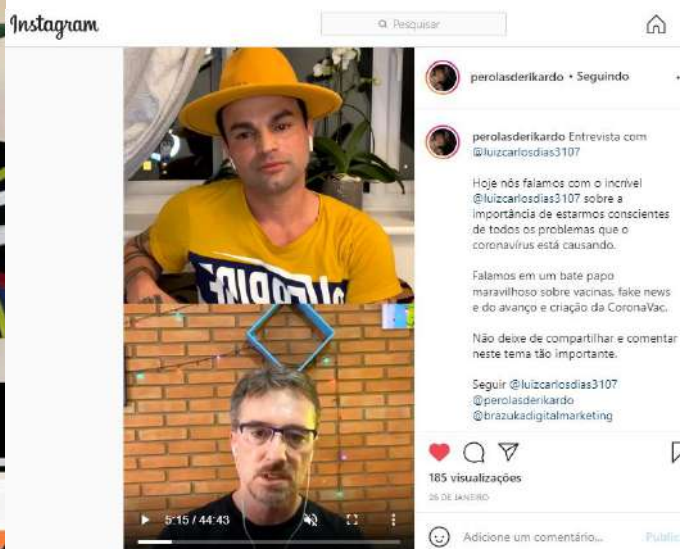 Instagram
Pesquisar
perolasderikardo • Seguindo
perolasderikardo Entrevista com
@luizcarlosdias3107
Hoje nós falamos com o incrível
@luizcarlosdias3107 sobre a
importância de estarmos conscientes
de todos os problemas que o
coronavírus está causando.
Falamos em um bate papo
maravilhoso sobre vacinas, fake news
e do avanço e criação da CoronaVac.
Não deixe de compartilhar e comentar
neste tema tão importante.
Seguir @luizcarlosdias3107
@perolasderikardo
@brazukadigitalmarketing
5:15 / 44:43
185 visualizações
26 DE JANEIRO
Adicione um comentário...
Public